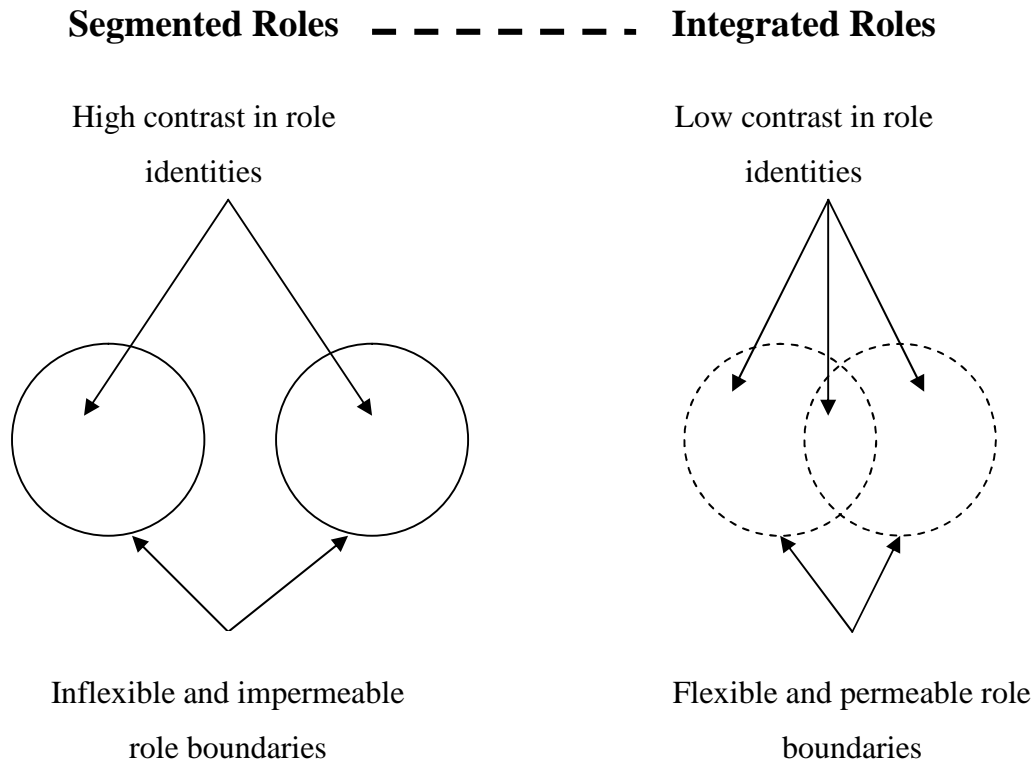 Segmented Roles
Integrated Roles
High contrast in role
identities
Low contrast in role
identities
Inflexible and impermeable
role boundaries
Flexible and permeable role
boundaries